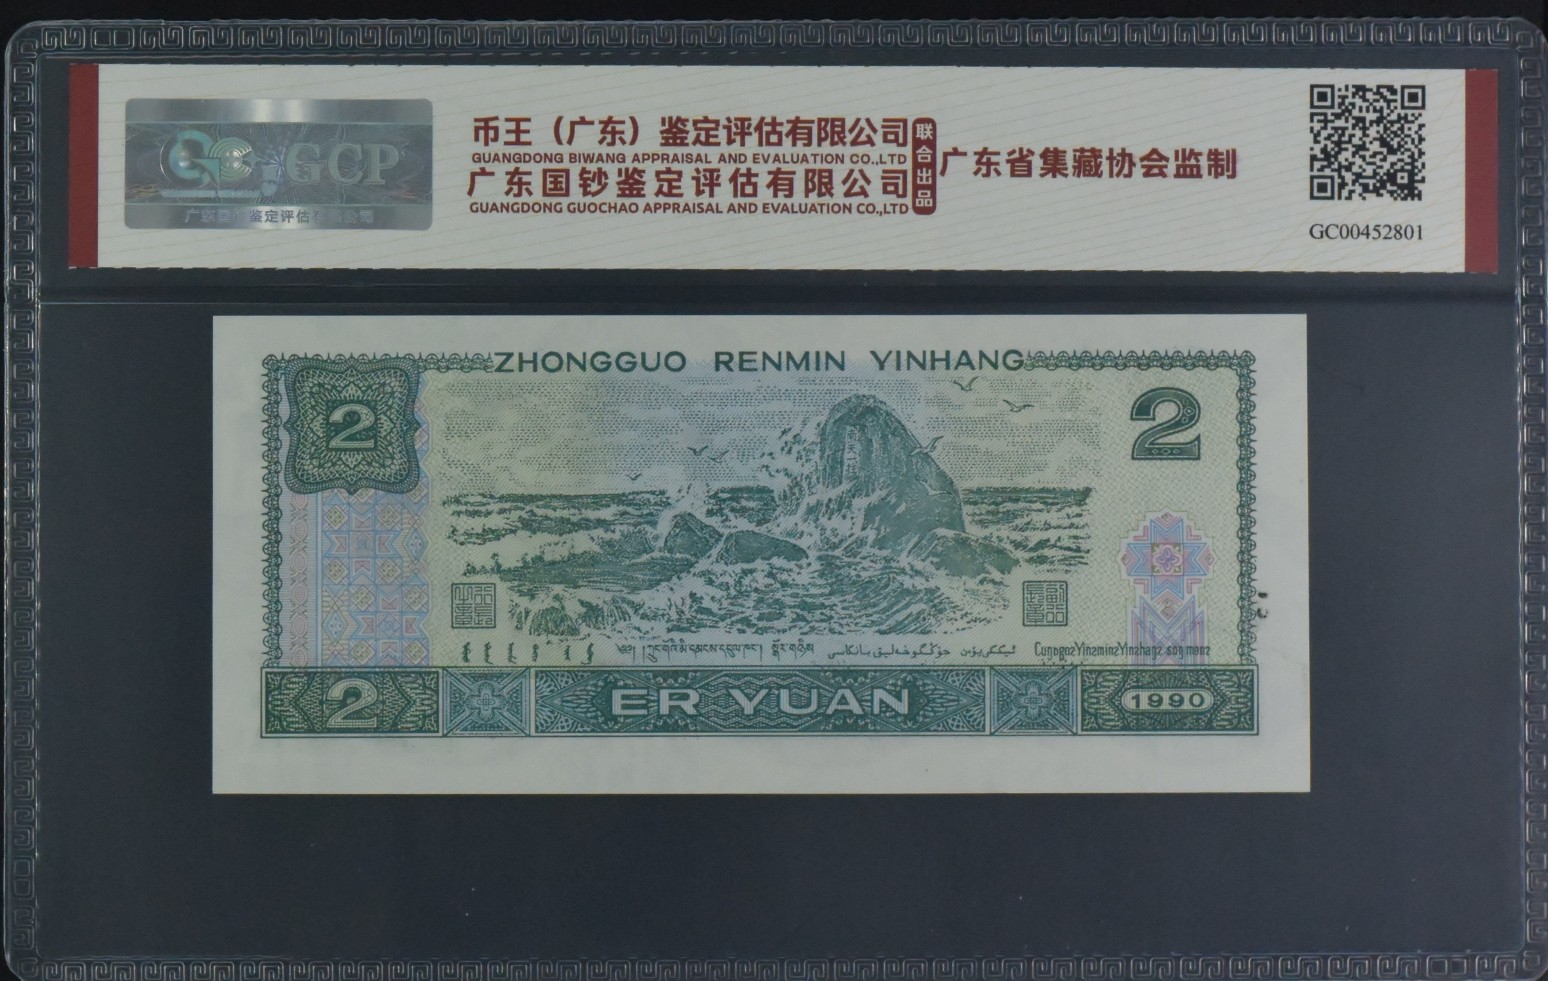 GCP
币王（广东）鉴定评估有限公司
GUANGDONG BIWANG APPRAISAL AND EVALUATION CO.,LTD
广东国钞鉴定评估有限公司
GUANGDONG GUOCHAO APPRAISAL AND EVALUATION CO.,LTD
联合出品
广东省集藏协会监制
GC00452801
ZHONGGUO RENMIN YINHANG
2
2
2
ER YUAN
1990